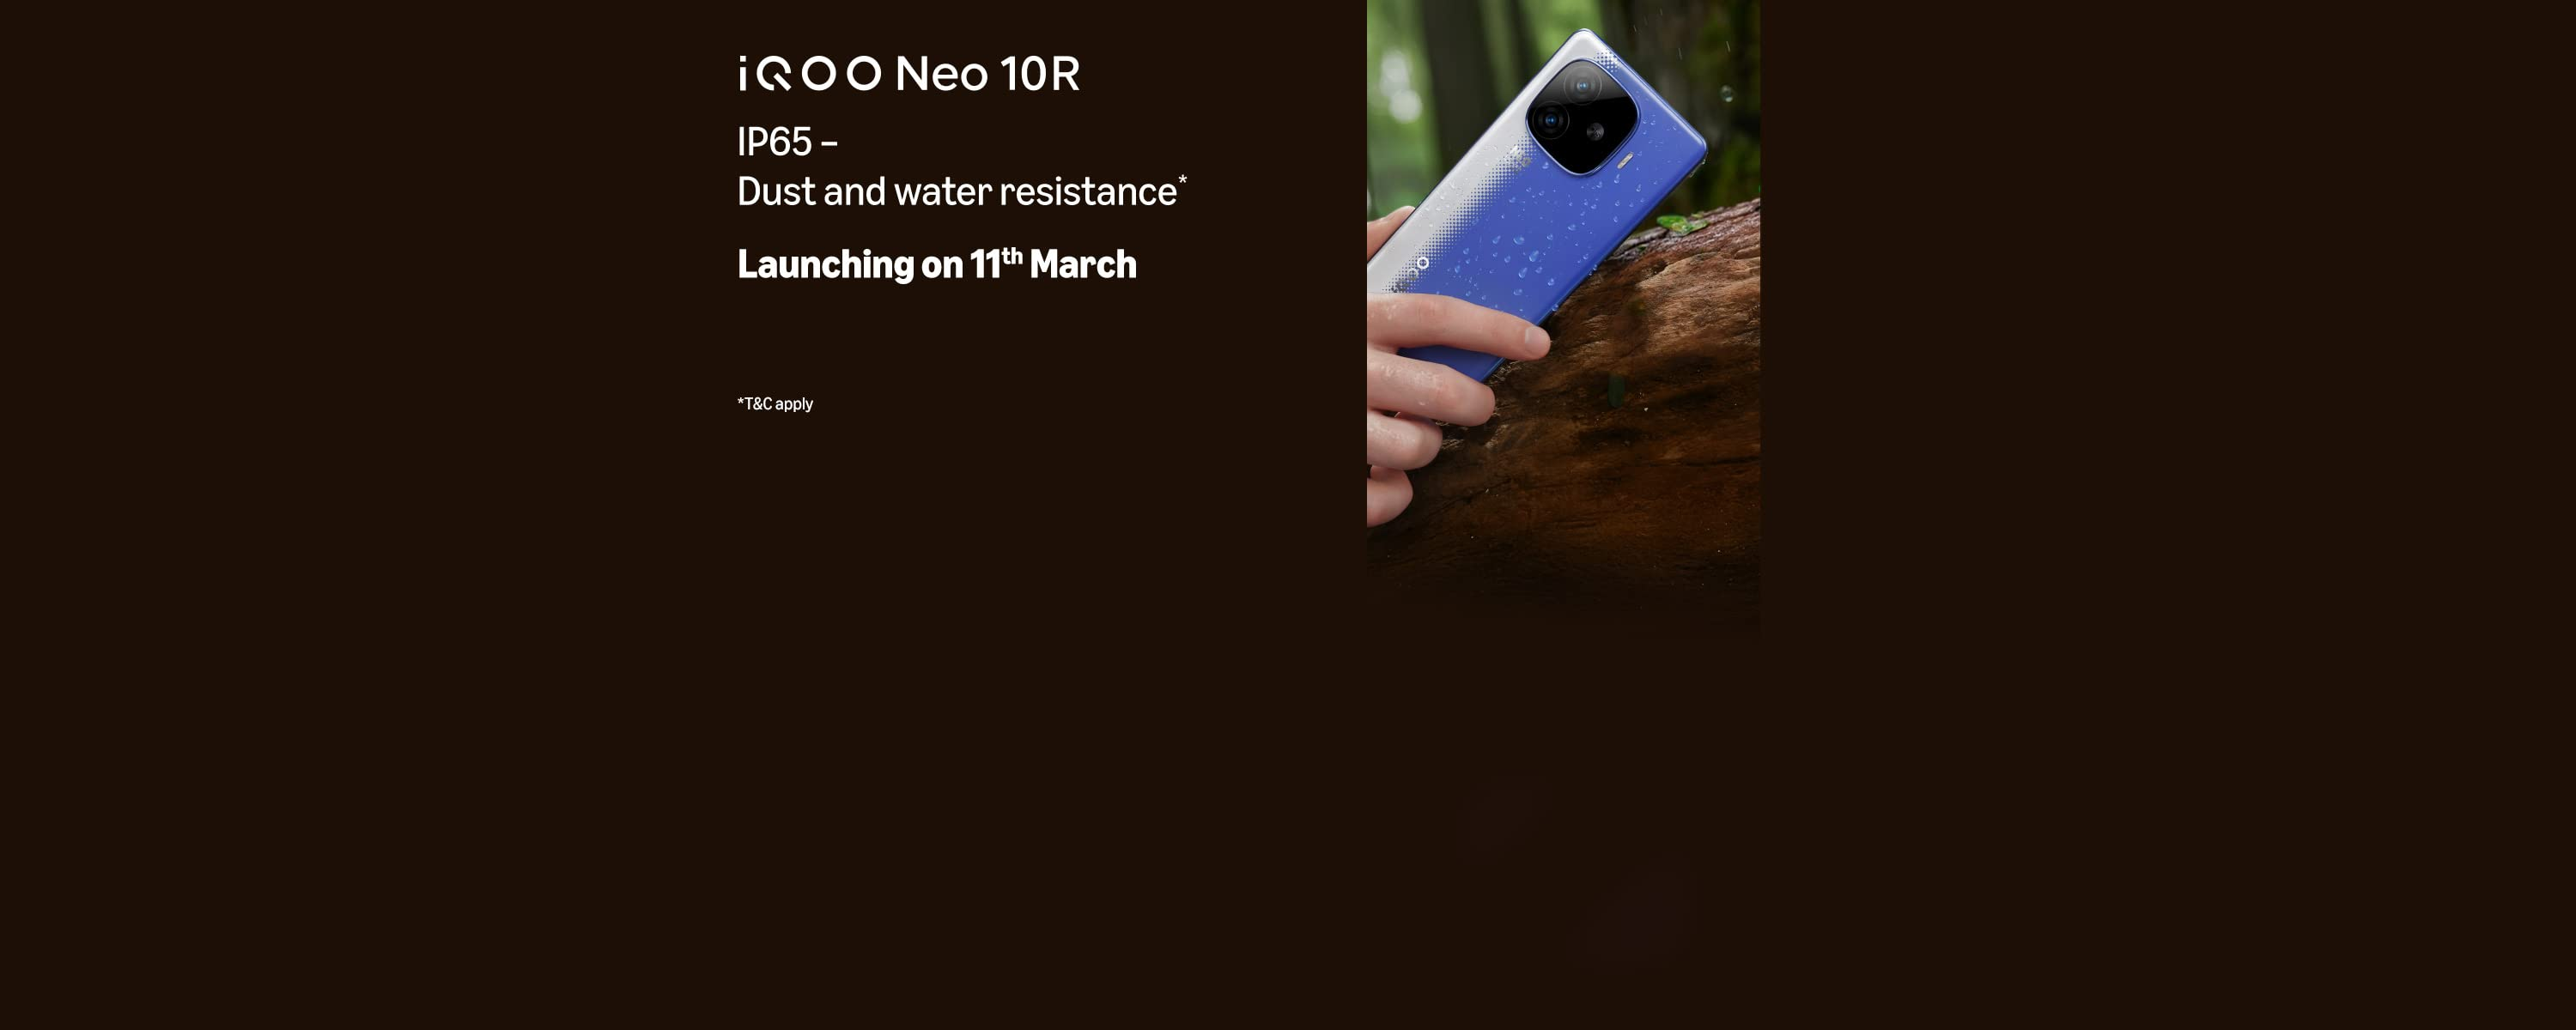 iQOO Neo 10R
IP65 –
Dust and water resistance*
Launching on 11th March
*T&C apply